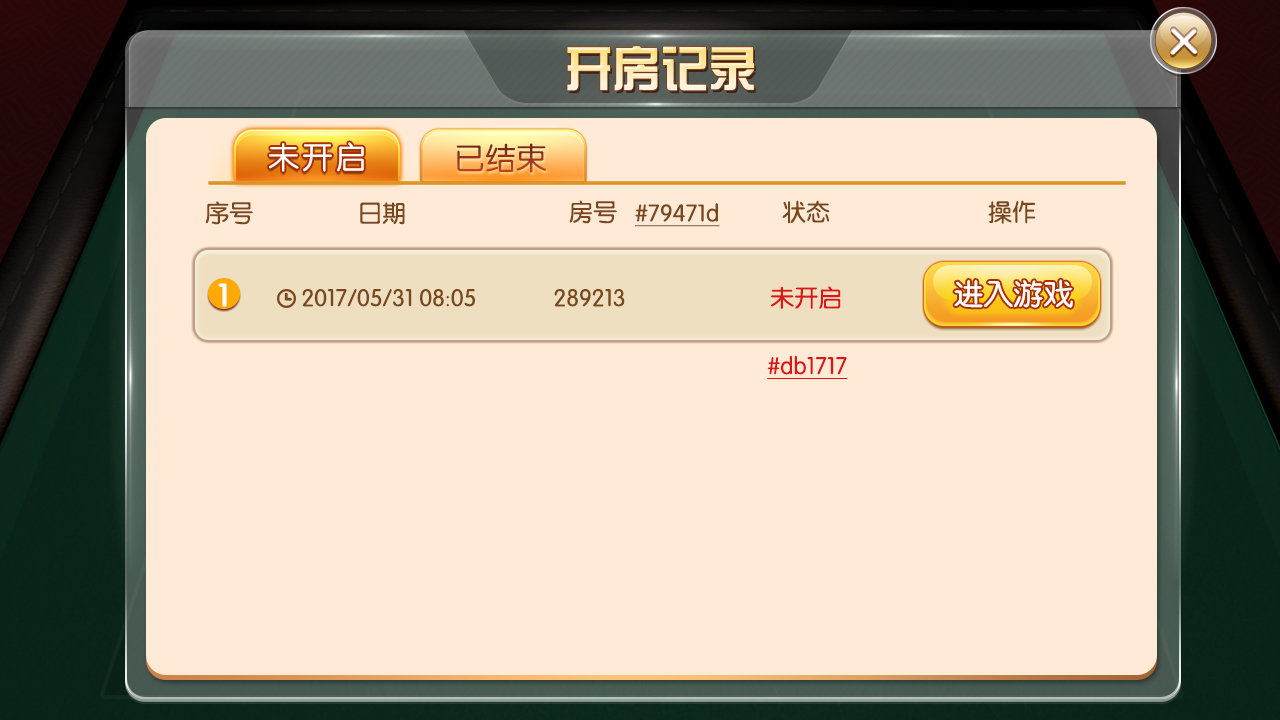 开房记录
未开启 已结束
序号 日期 房号 #79471d 状态 操作
1 2017/05/31 08:05 289213 未开启 进入游戏
#db1717